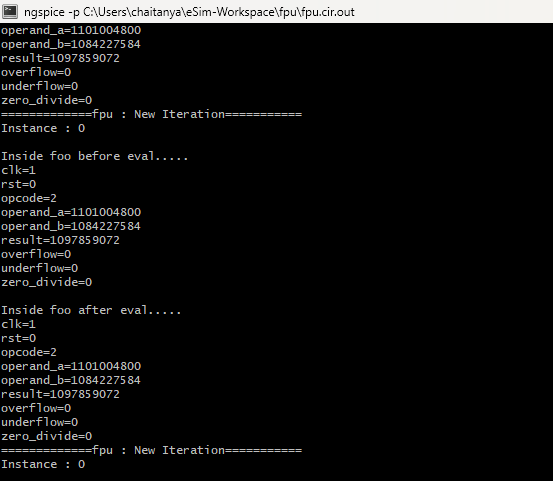 ngspice -p C:\Users\chaitanya\eSim-Workspace\fpu\fpu.cir.out
operand_a=1101004800
operand_b=1084227584
result=1097859072
overflow=0
underflow=0
zero_divide=0
=============fpu : New Iteration===========
Instance : 0
Inside foo before eval.....
clk=1
rst=0
opcode=2
operand_a=1101004800
operand_b=1084227584
result=1097859072
overflow=0
underflow=0
zero_divide=0
Inside foo after eval.....
clk=1
rst=0
opcode=2
operand_a=1101004800
operand_b=1084227584
result=1097859072
overflow=0
underflow=0
zero_divide=0
=============fpu : New Iteration===========
Instance : 0